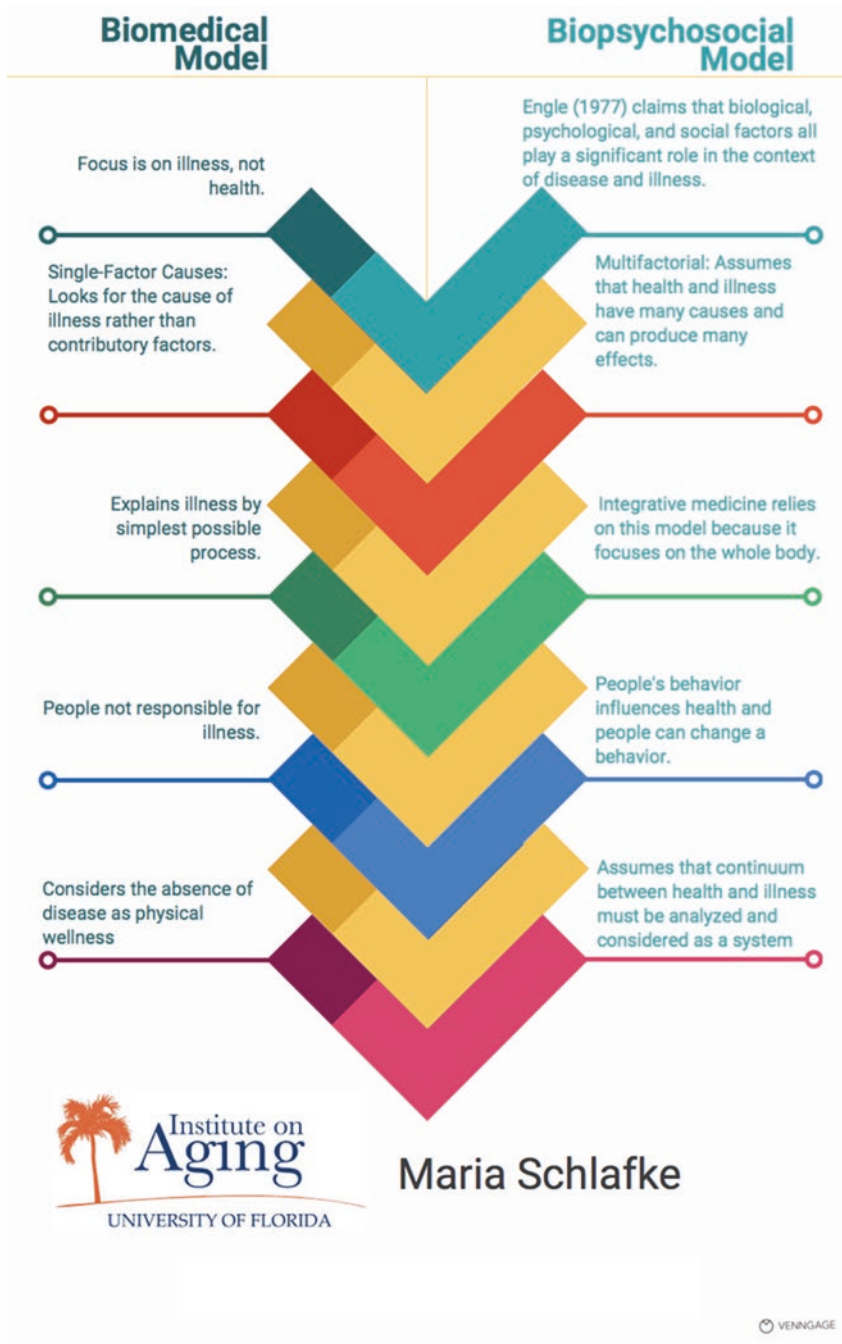 Biomedical
Model
Biopsychosocial
Model
Focus is on illness, not
health.
Engle (1977) claims that biological,
psychological, and social factors all
play a significant role in the context
of disease and illness.
Single-Factor Causes:
Looks for the cause of
illness rather than
contributory factors.
Multifactorial: Assumes
that health and illness
have many causes and
can produce many
effects.
Explains illness by
simplest possible
process.
Integrative medicine relies
on this model because it
focuses on the whole body.
People not responsible for
illness.
People's behavior
influences health and
people can change a
behavior.
Considers the absence of
disease as physical
wellness
Assumes that continuum
between health and illness
must be analyzed and
considered as a system
Institute on
Aging
UNIVERSITY OF FLORIDA
Maria Schlafke
VENNGAGE